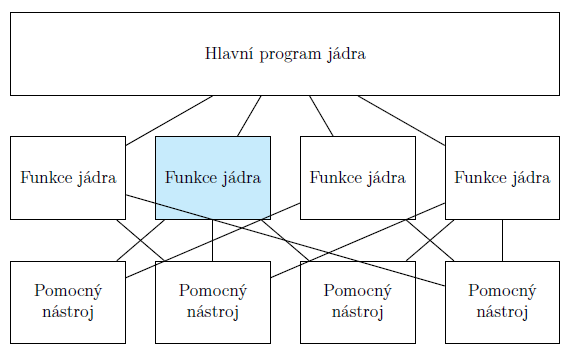 Hlavní program jádra
Funkce jádra
Funkce jádra
Funkce jádra
Funkce jádra
Pomocný
nástroj
Pomocný
nástroj
Pomocný
nástroj
Pomocný
nástroj